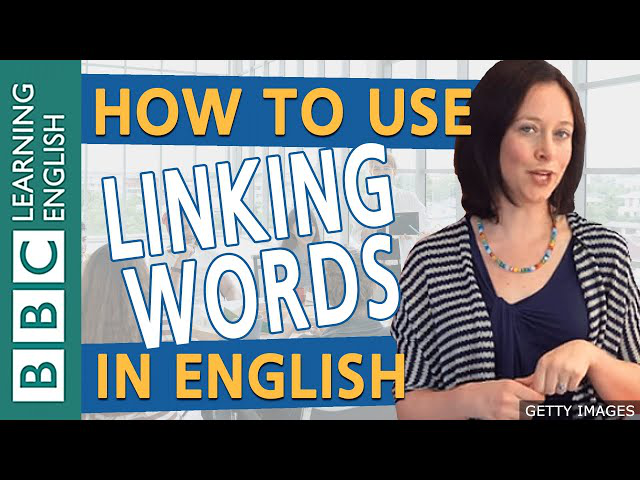 BBC
LEARNING
ENGLISH
HOW TO USE
LINKING
WORDS
IN ENGLISH
GETTY IMAGES